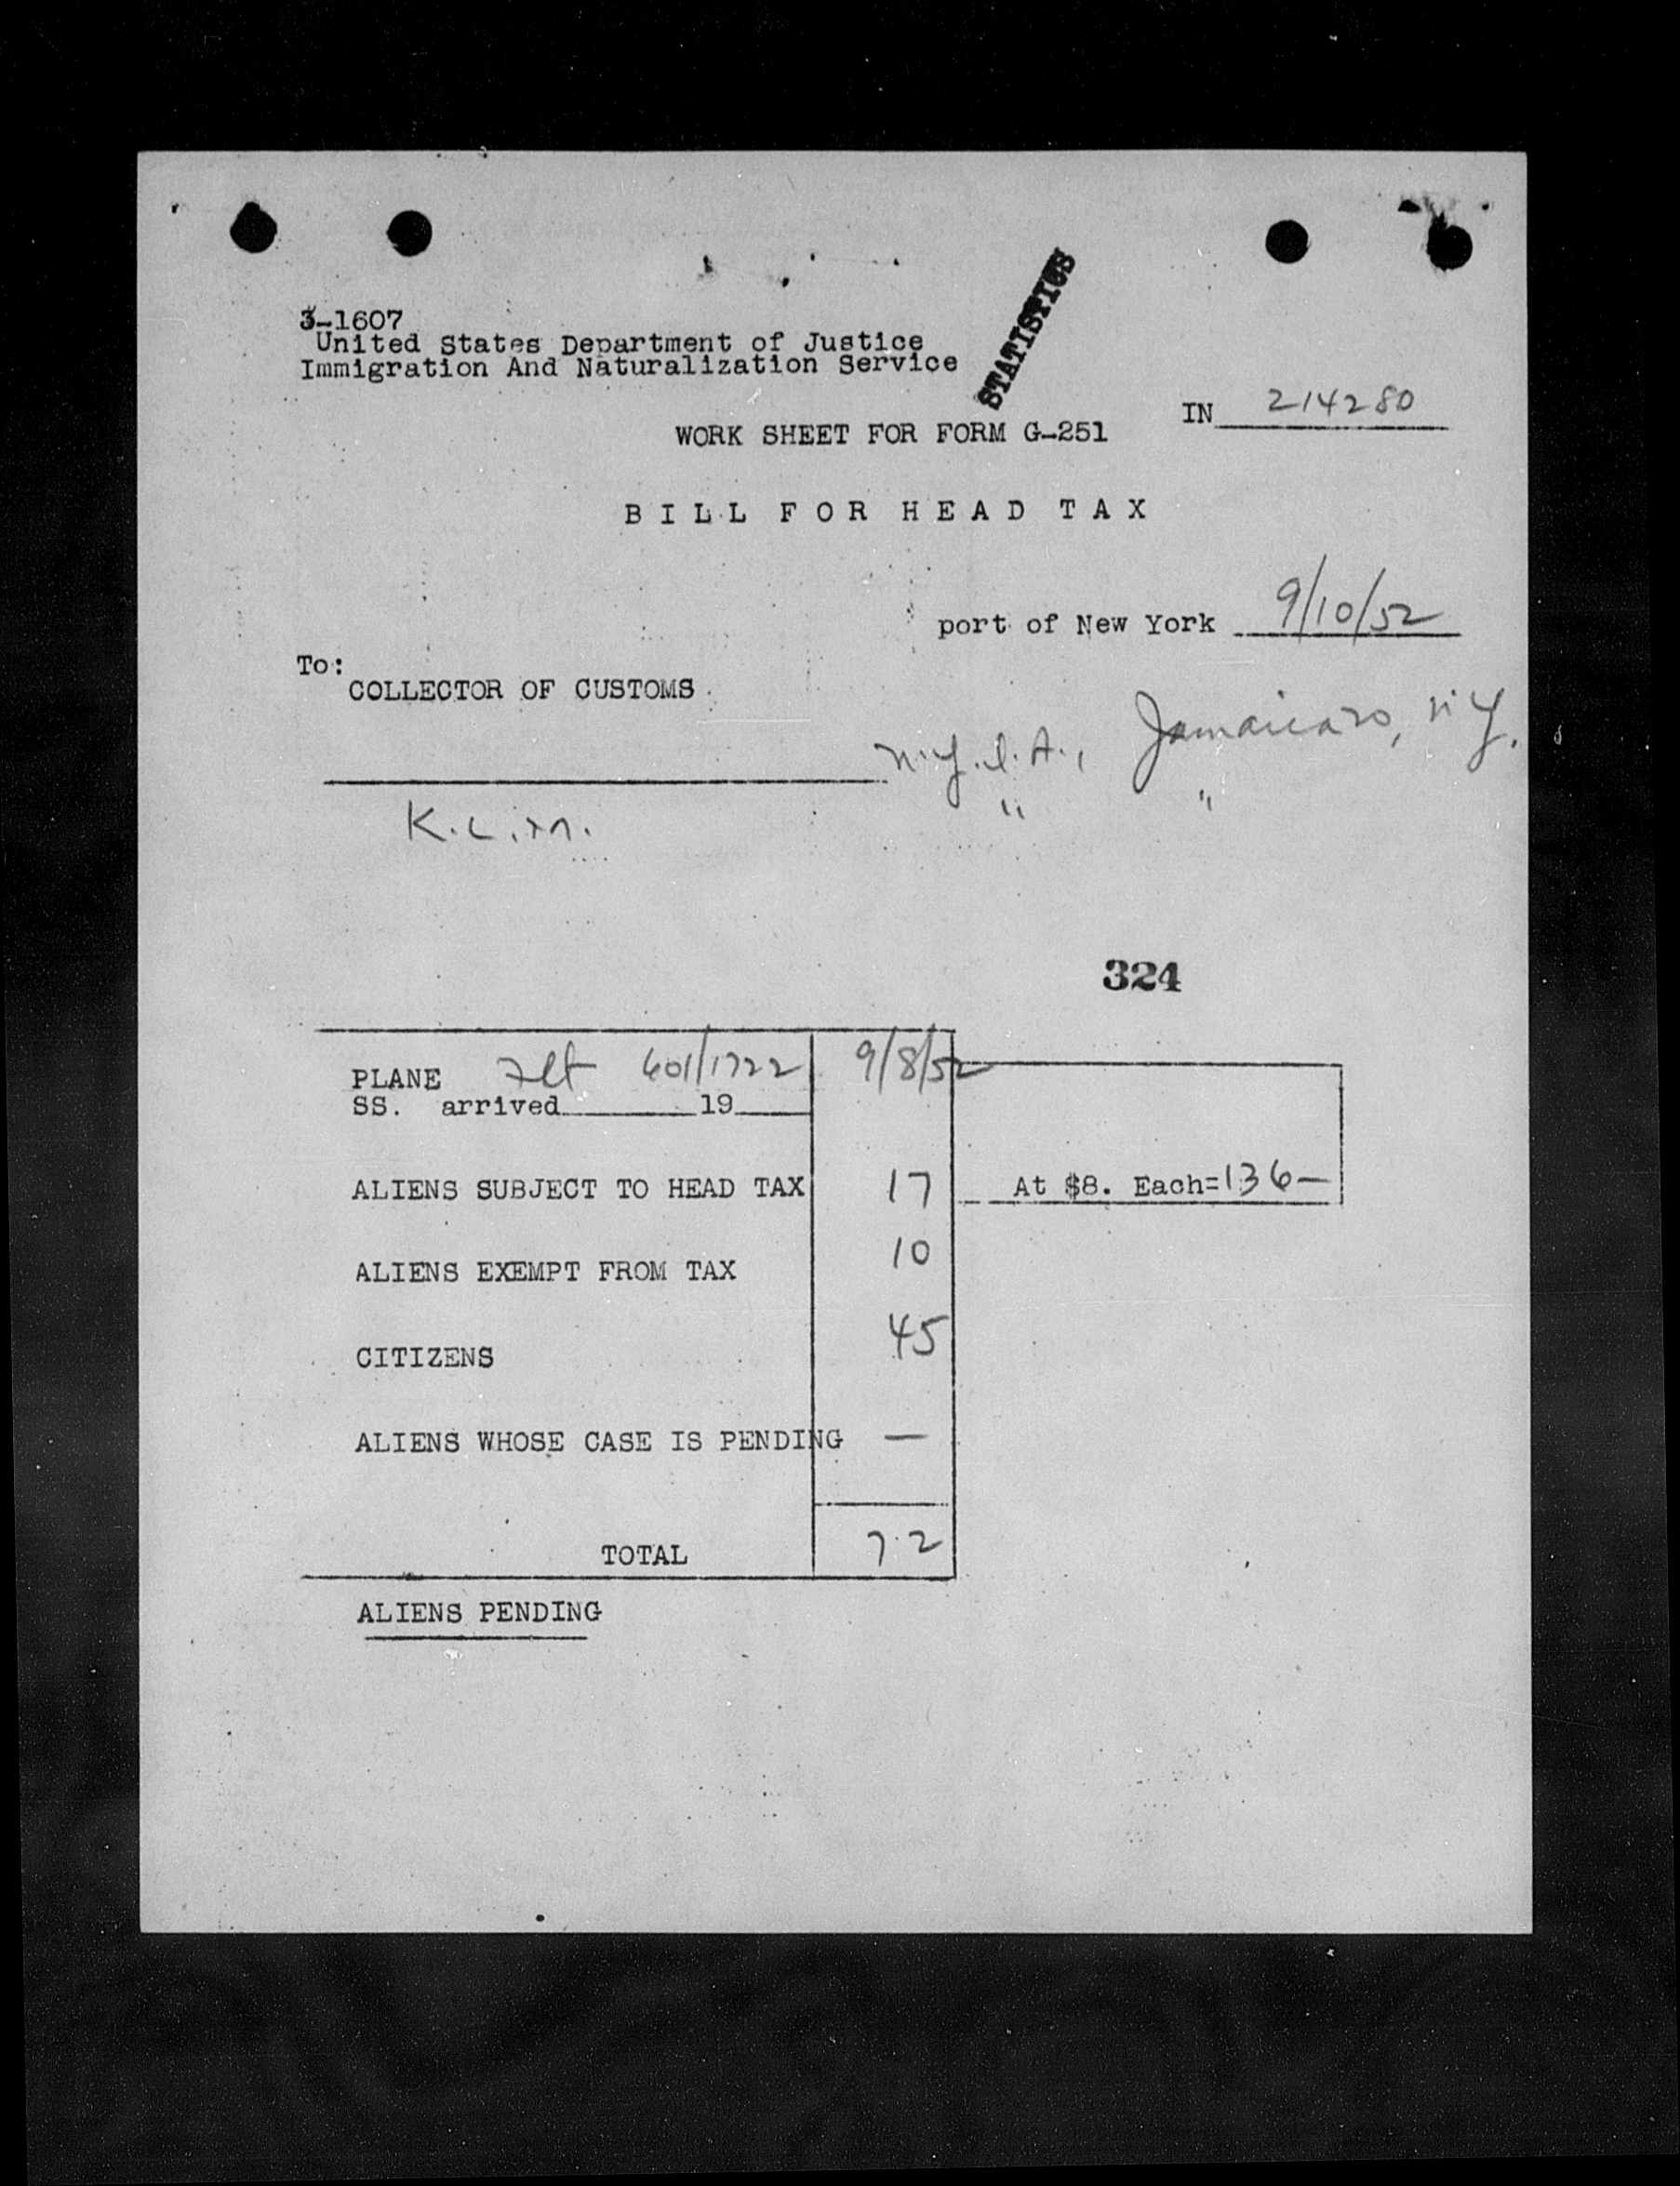 3-1607
United States Department of Justice
Immigration And Naturalization Service
STATISTICS
IN 214280
WORK SHEET FOR FORM G-251
BILL FOR HEAD TAX
port of New York 9/10/52
To:
COLLECTOR OF CUSTOMS
N.Y.I.A., Jamaica 30, N.Y.
K.L.M. " "
324
PLANE Flt 601/1722 9/8/52
SS. arrived 19
ALIENS SUBJECT TO HEAD TAX 17 At $8. Each=136-
ALIENS EXEMPT FROM TAX 10
CITIZENS 45
ALIENS WHOSE CASE IS PENDING —
TOTAL 72
ALIENS PENDING